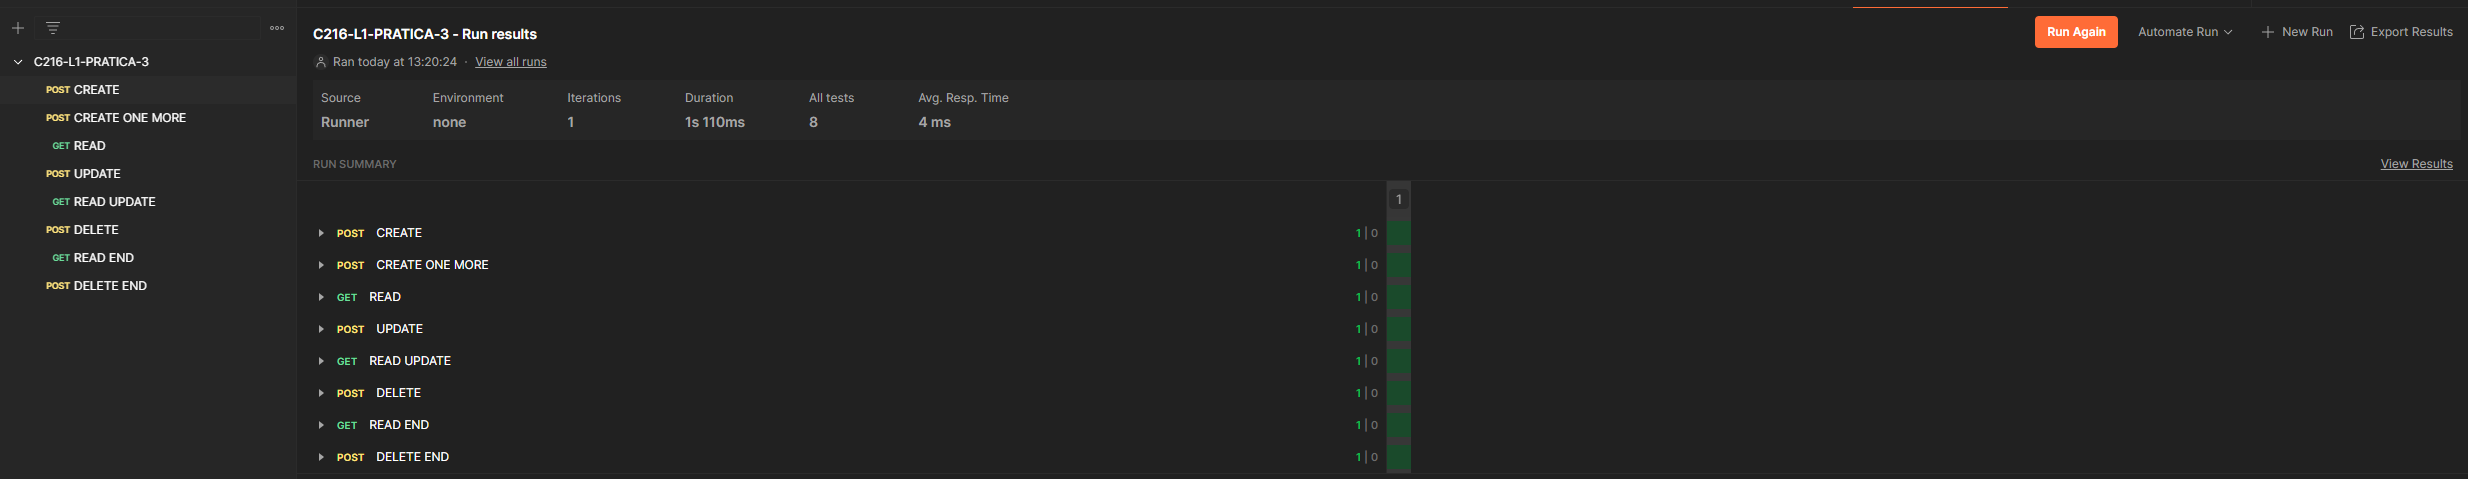 C216-L1-PRATICA-3
POST CREATE
POST CREATE ONE MORE
GET READ
POST UPDATE
GET READ UPDATE
POST DELETE
GET READ END
POST DELETE END
C216-L1-PRATICA-3 - Run results
Run Again Automate Run New Run Export Results
Ran today at 13:20:24 · View all runs
Source Environment Iterations Duration All tests Avg. Resp. Time
Runner none 1 1s 110ms 8 4 ms
RUN SUMMARY View Results
1
POST CREATE 1 | 0
POST CREATE ONE MORE 1 | 0
GET READ 1 | 0
POST UPDATE 1 | 0
GET READ UPDATE 1 | 0
POST DELETE 1 | 0
GET READ END 1 | 0
POST DELETE END 1 | 0